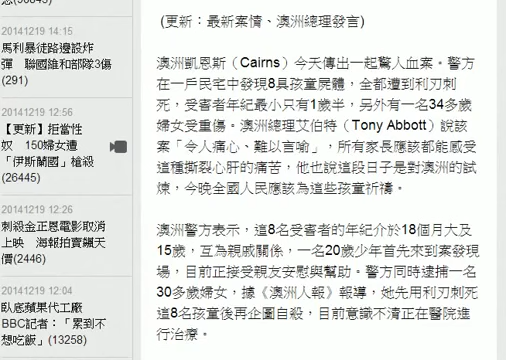 2014/12/19 14:15
馬利暴徒路邊設炸
彈　聯國維和部隊3傷
(291)
2014/12/19 12:56
【更新】拒當性
奴　150婦女遭
「伊斯蘭國」槍殺
(26445)
2014/12/19 12:26
刺殺金正恩電影取消
上映　海報拍賣飆天
價(2446)
2014/12/19 12:04
臥底蘋果代工廠
BBC記者：「累到不
想吃飯」(13258)
(更新：最新案情、澳洲總理發言)
澳洲凱恩斯（Cairns）今天傳出一起驚人血案。警方
在一戶民宅中發現8具孩童屍體，全都遭到利刃刺
死，受害者年紀最小只有1歲半，另外有一名34多歲
婦女受重傷。澳洲總理艾伯特（Tony Abbott）說該
案「令人痛心、難以言喻」，所有家長應該都能感受
這種撕裂心肝的痛苦，他也說這段日子是對澳洲的試
煉，今晚全國人民應該為這些孩童祈禱。
澳洲警方表示，這8名受害者的年紀介於18個月大及
15歲，互為親戚關係，一名20歲少年首先來到案發現
場，目前正接受親友安慰與幫助。警方同時逮捕一名
30多歲婦女，據《澳洲人報》報導，她先用利刃刺死
這8名孩童後再企圖自殺，目前意識不清正在醫院進
行治療。